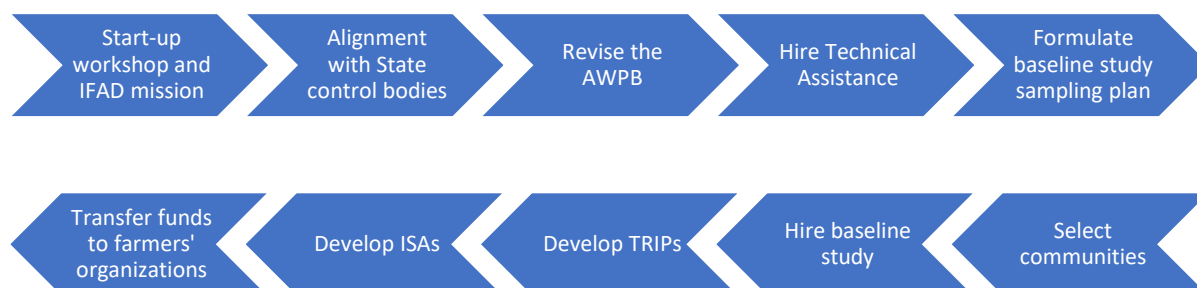 Start-up
workshop and
IFAD mission
Alignment
with State
control bodies
Revise the
AWPB
Hire Technical
Assistance
Formulate
baseline study
sampling plan
Transfer funds
to farmers'
organizations
Develop ISAs
Develop TRIPs
Hire baseline
study
Select
communities